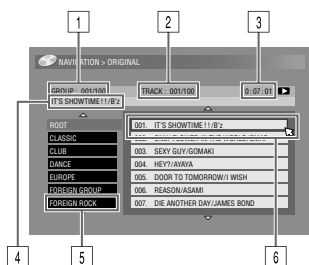 1 2 3
NAVIGATION > ORIGINAL
GROUP : 001/100 TRACK : 001/100 0:07:01
IT'S SHOWTIME!!/B'z
ROOT
CLASSIC
CLUB
DANCE
EUROPE
FOREIGN GROUP
FOREIGN ROCK
001. IT'S SHOWTIME!!/B'z
003. SEXY GUY/GOMAKI
004. HEY?/AYAYA
005. DOOR TO TOMORROW/I WISH
006. REASON/ASAMI
007. DIE ANOTHER DAY/JAMES BOND
4 5 6